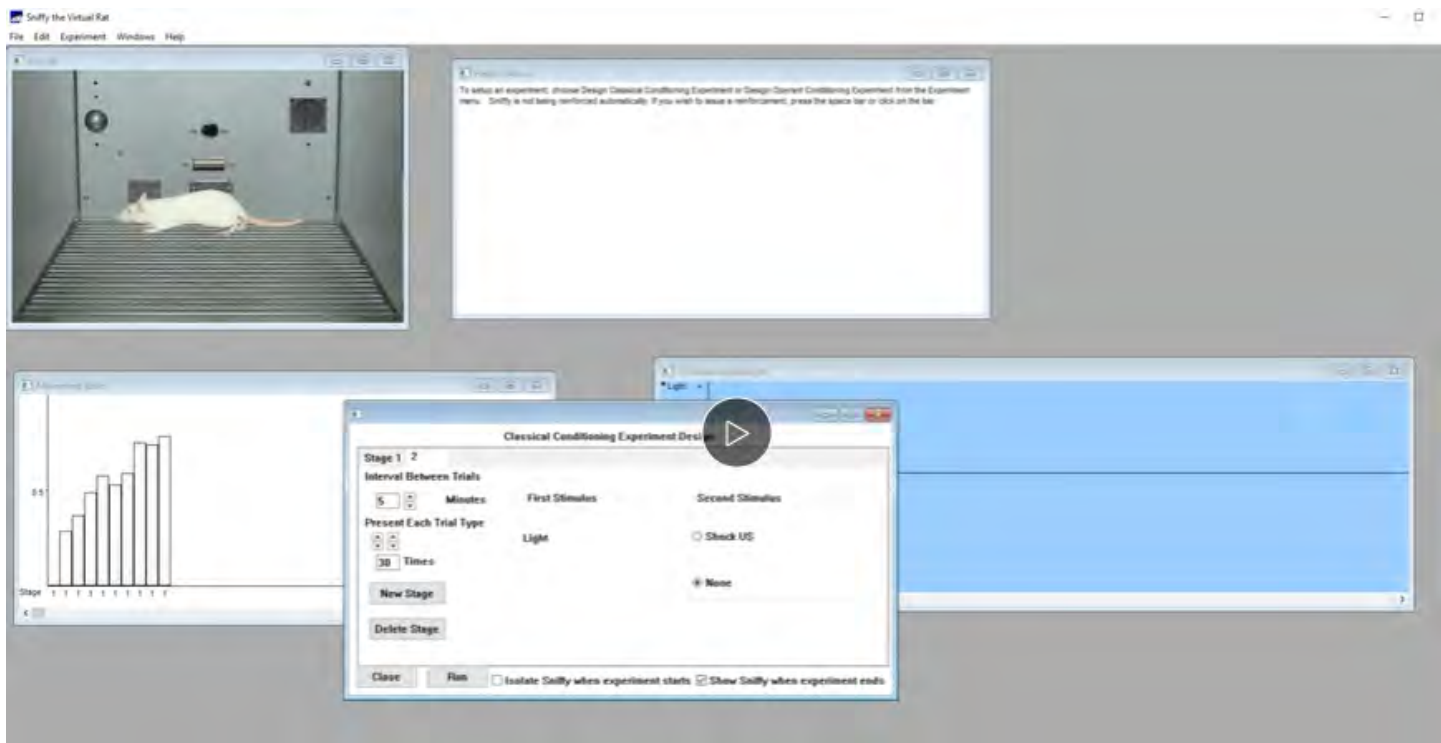 Sniffy the Virtual Rat
File Edit Experiment Windows Help
To setup an experiment, choose Design Classical Conditioning Experiment or Design Operant Conditioning Experiment from the Experiment
menu. Sniffy is not being reinforced automatically. If you wish to issue a reinforcement, press the space bar or click on the bar.
Light
0.5
Stage 1 1 1 1 1 1 1 1 1 1
Classical Conditioning Experiment Design
Stage 1 2
Interval Between Trials
5 Minutes First Stimulus Second Stimulus
Present Each Trial Type
Light Shock US
30 Times
None
New Stage
Delete Stage
Close Run Isolate Sniffy when experiment starts Show Sniffy when experiment ends